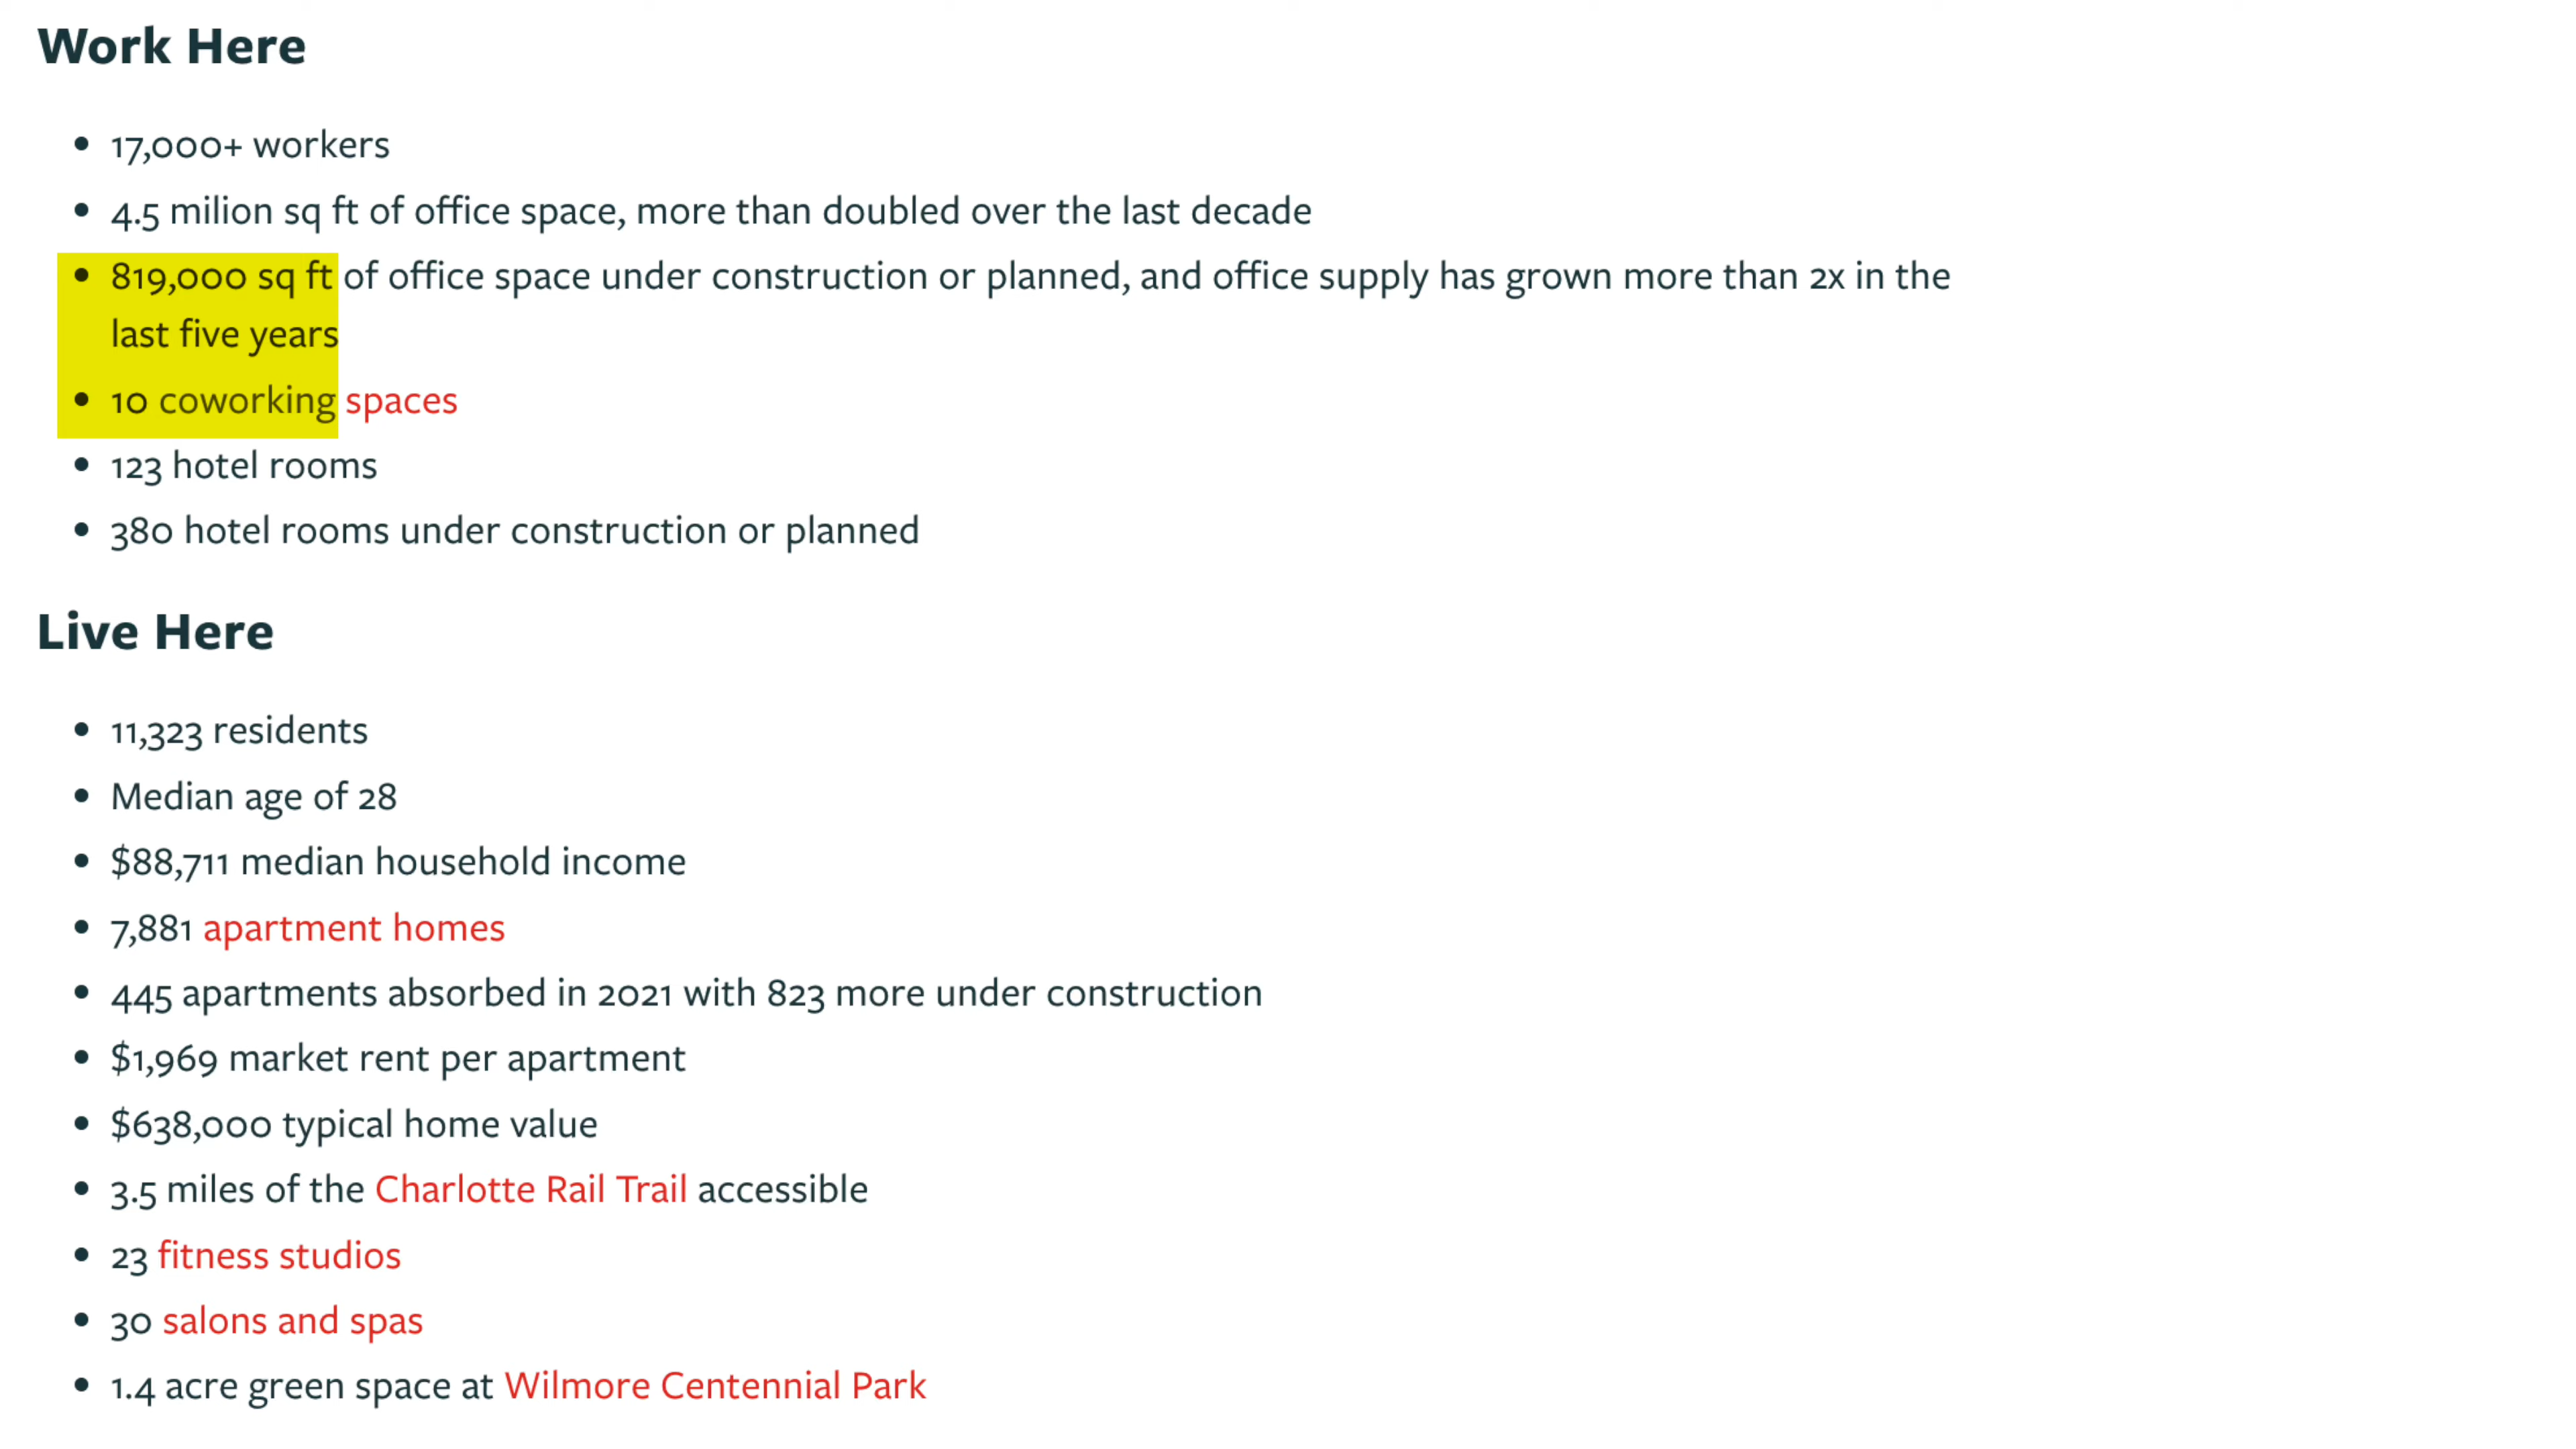 Work Here
17,000+ workers
4.5 milion sq ft of office space, more than doubled over the last decade
819,000 sq ft of office space under construction or planned, and office supply has grown more than 2x in the
last five years
10 coworking spaces
123 hotel rooms
380 hotel rooms under construction or planned
Live Here
11,323 residents
Median age of 28
$88,711 median household income
7,881 apartment homes
445 apartments absorbed in 2021 with 823 more under construction
$1,969 market rent per apartment
$638,000 typical home value
3.5 miles of the Charlotte Rail Trail accessible
23 fitness studios
30 salons and spas
1.4 acre green space at Wilmore Centennial Park